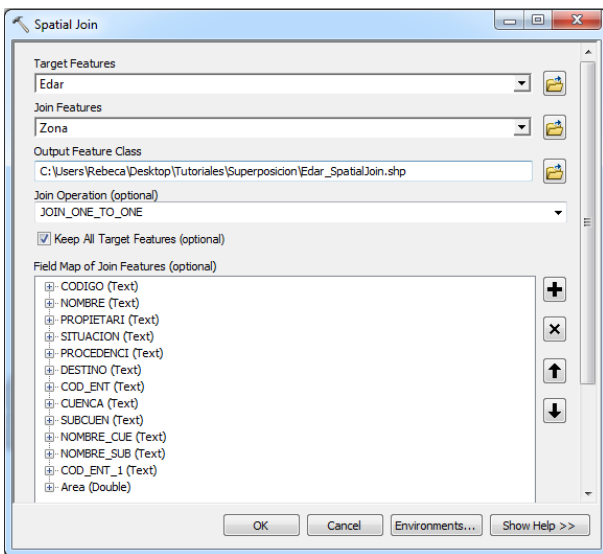 Spatial Join
Target Features
Edar
Join Features
Zona
Output Feature Class
C:\Users\Rebeca\Desktop\Tutoriales\Superposicion\Edar_SpatialJoin.shp
Join Operation (optional)
JOIN_ONE_TO_ONE
Keep All Target Features (optional)
Field Map of Join Features (optional)
CODIGO (Text)
NOMBRE (Text)
PROPIETARI (Text)
SITUACION (Text)
PROCEDENCI (Text)
DESTINO (Text)
COD_ENT (Text)
CUENCA (Text)
SUBCUEN (Text)
NOMBRE_CUE (Text)
NOMBRE_SUB (Text)
COD_ENT_1 (Text)
Area (Double)
OK Cancel Environments... Show Help >>